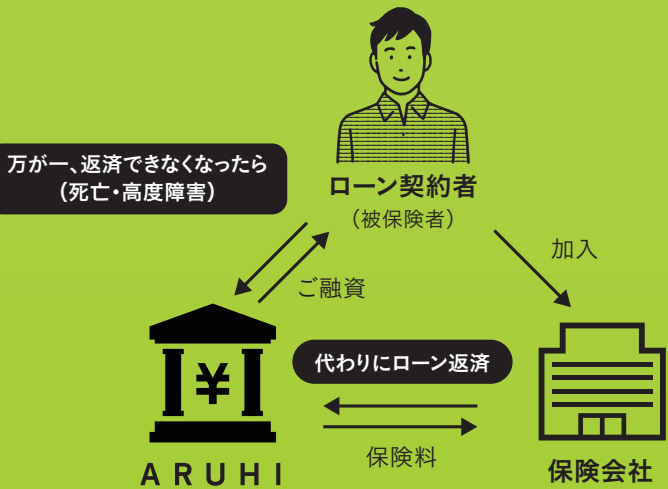 万が一、返済できなくなったら
（死亡・高度障害）
ローン契約者
（被保険者）
加入
ご融資
¥
代わりにローン返済
保険料
ARUHI
保険会社